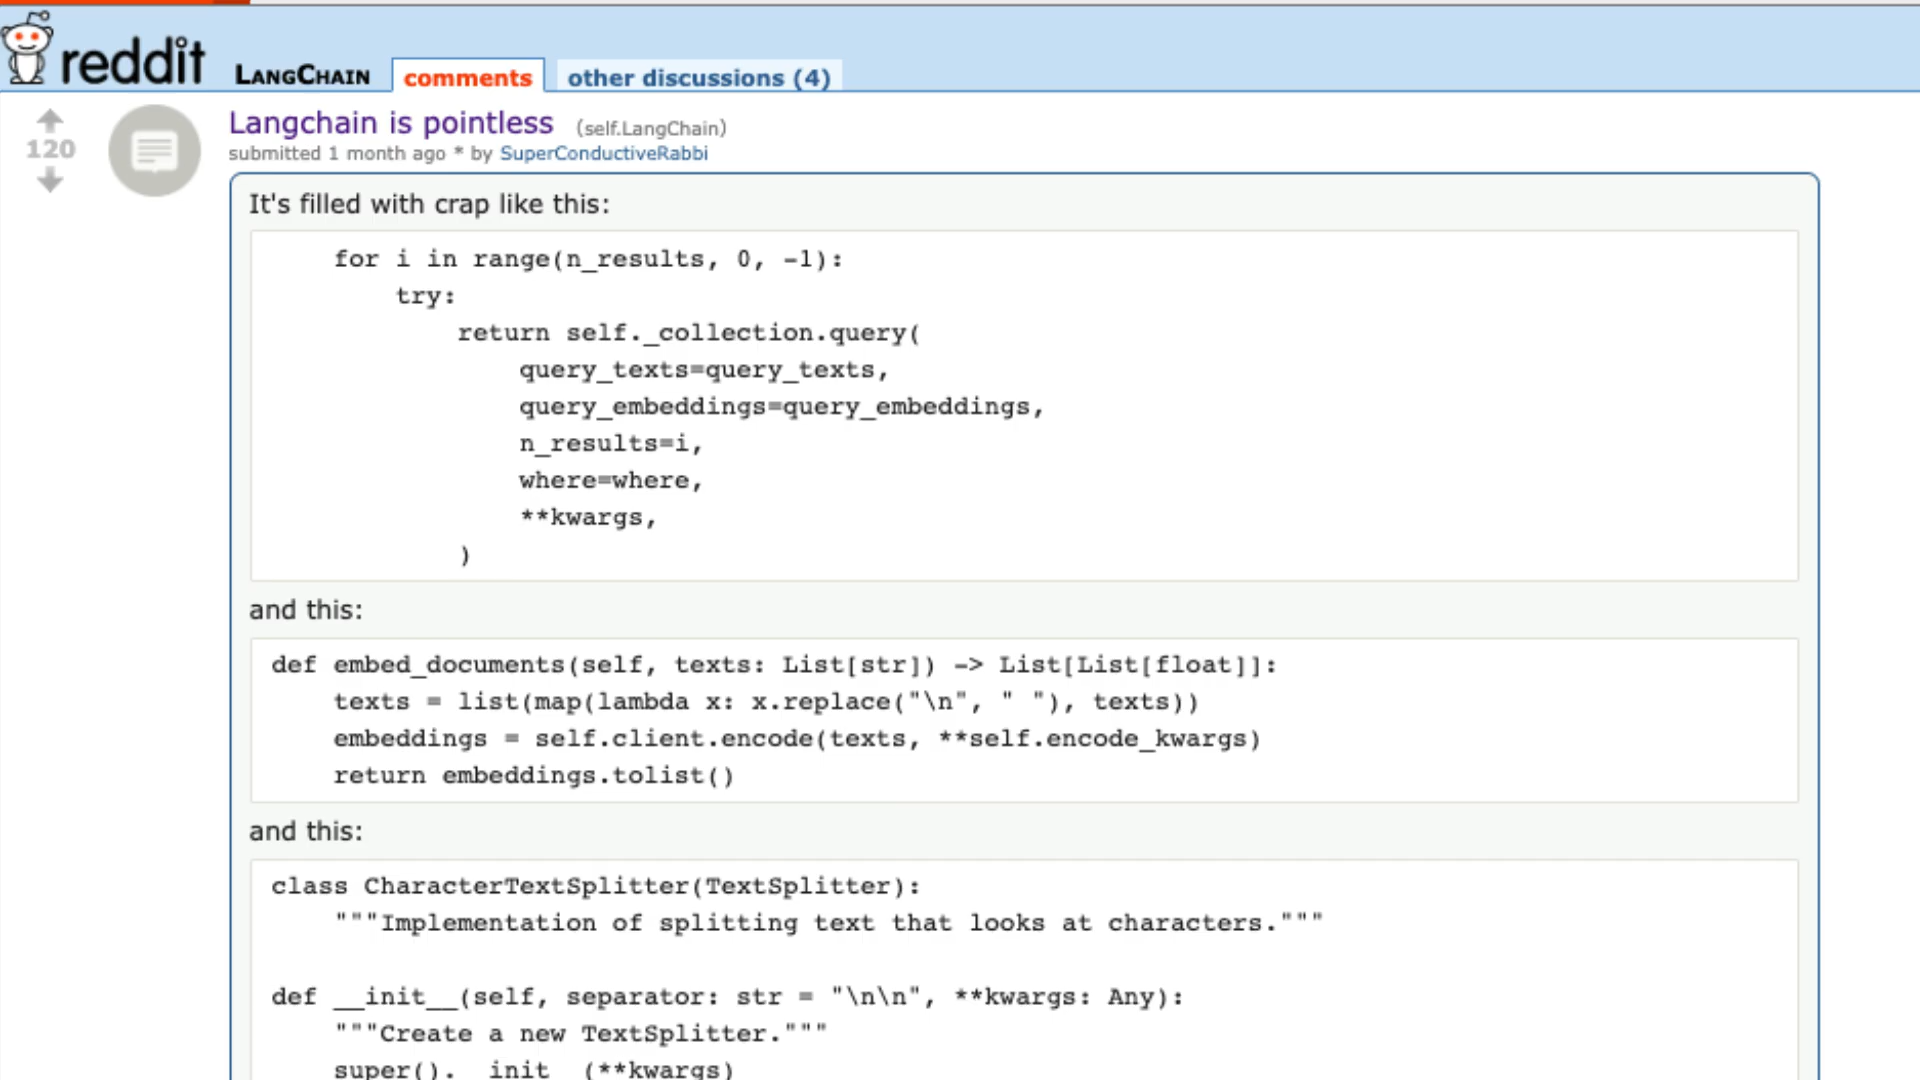 reddit LANGCHAIN comments other discussions (4)
Langchain is pointless (self.LangChain)
120
submitted 1 month ago * by SuperConductiveRabbi
It's filled with crap like this:
for i in range(n_results, 0, -1):
try:
return self._collection.query(
query_texts=query_texts,
query_embeddings=query_embeddings,
n_results=i,
where=where,
**kwargs,
)
and this:
def embed_documents(self, texts: List[str]) -> List[List[float]]:
texts = list(map(lambda x: x.replace("\n", " "), texts))
embeddings = self.client.encode(texts, **self.encode_kwargs)
return embeddings.tolist()
and this:
class CharacterTextSplitter(TextSplitter):
"""Implementation of splitting text that looks at characters."""
def __init__(self, separator: str = "\n\n", **kwargs: Any):
"""Create a new TextSplitter."""
super().__init__(**kwargs)